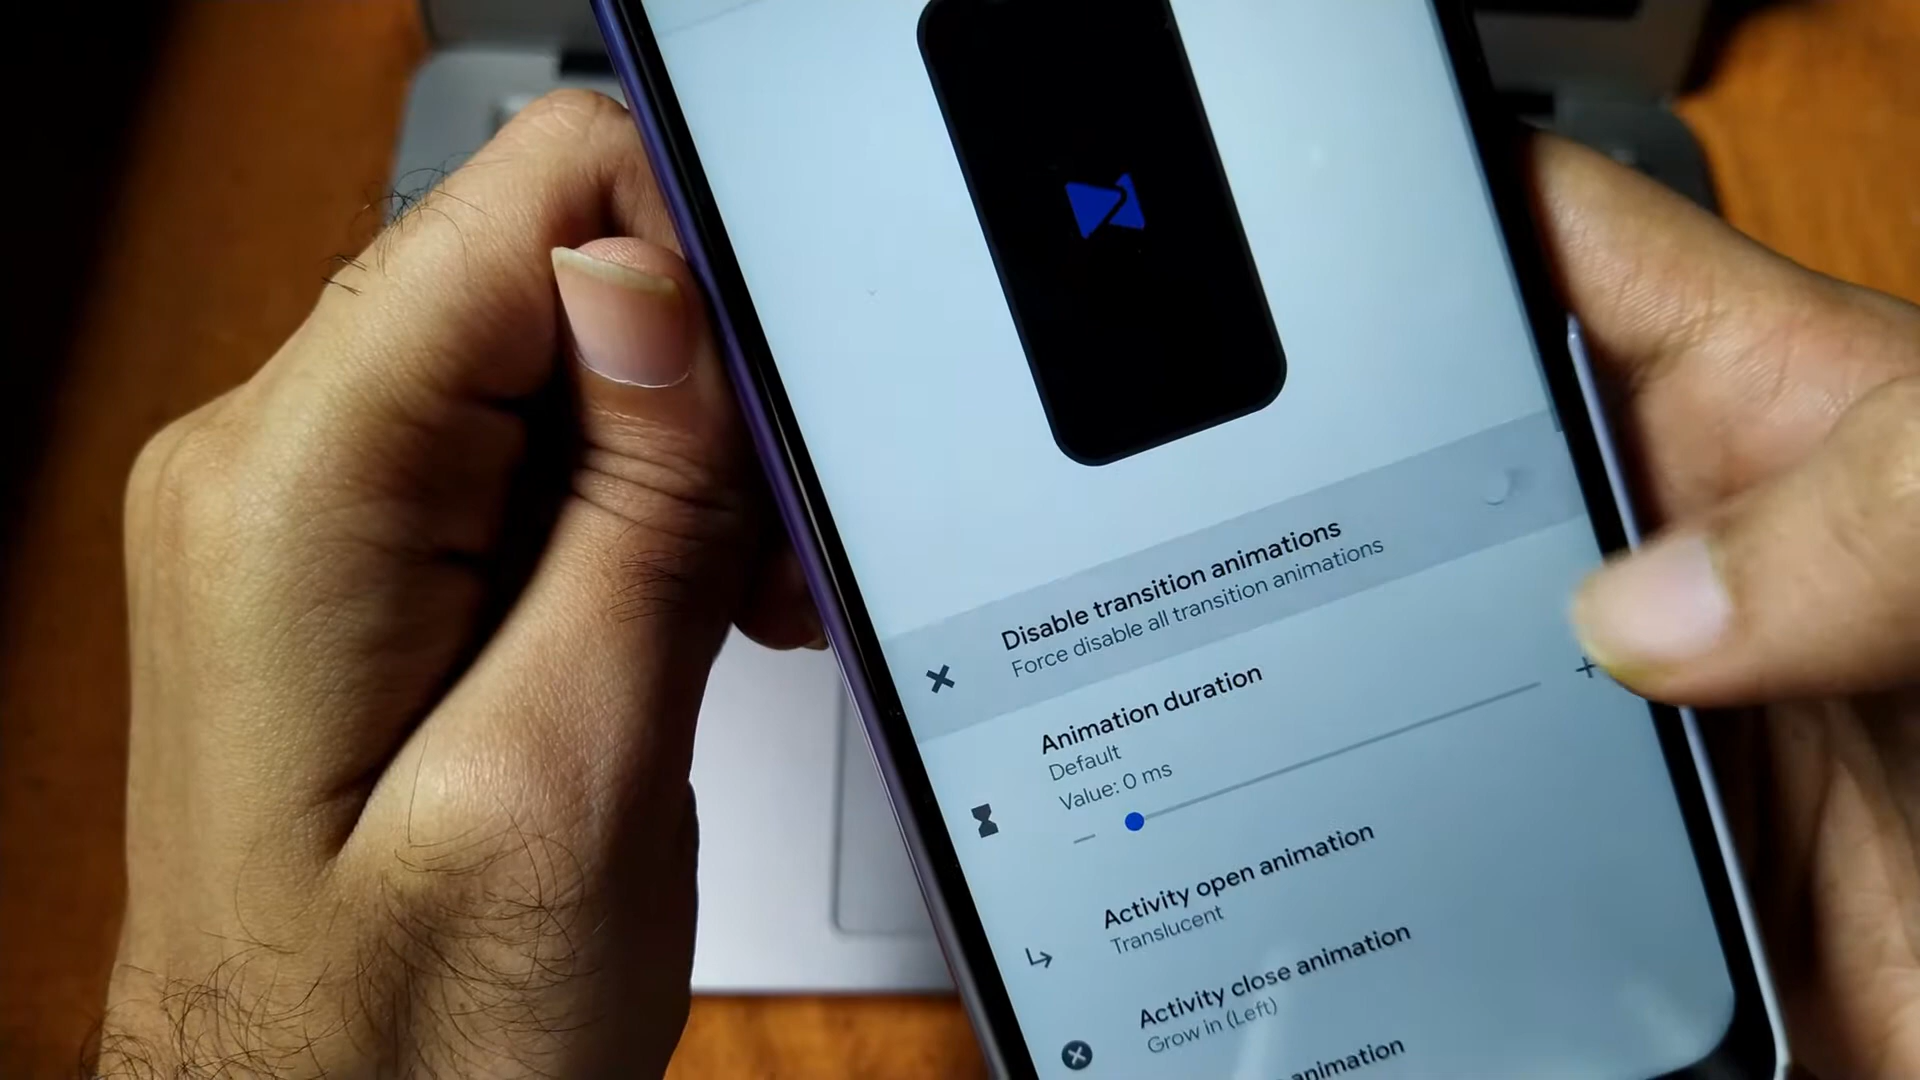 Disable transition animations
Force disable all transition animations
Animation duration
Default
Value: 0 ms
Activity open animation
Translucent
Activity close animation
Grow in (Left)
animation